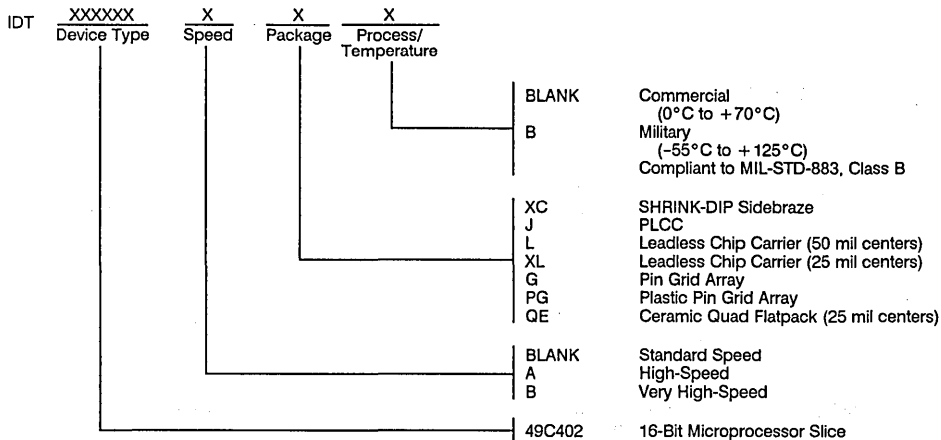 IDT XXXXXX X X X
Device Type Speed Package Process/
Temperature
BLANK Commercial
(0°C to +70°C)
B Military
(-55°C to +125°C)
Compliant to MIL-STD-883, Class B
XC SHRINK-DIP Sidebraze
J PLCC
L Leadless Chip Carrier (50 mil centers)
XL Leadless Chip Carrier (25 mil centers)
G Pin Grid Array
PG Plastic Pin Grid Array
QE Ceramic Quad Flatpack (25 mil centers)
BLANK Standard Speed
A High-Speed
B Very High-Speed
49C402 16-Bit Microprocessor Slice